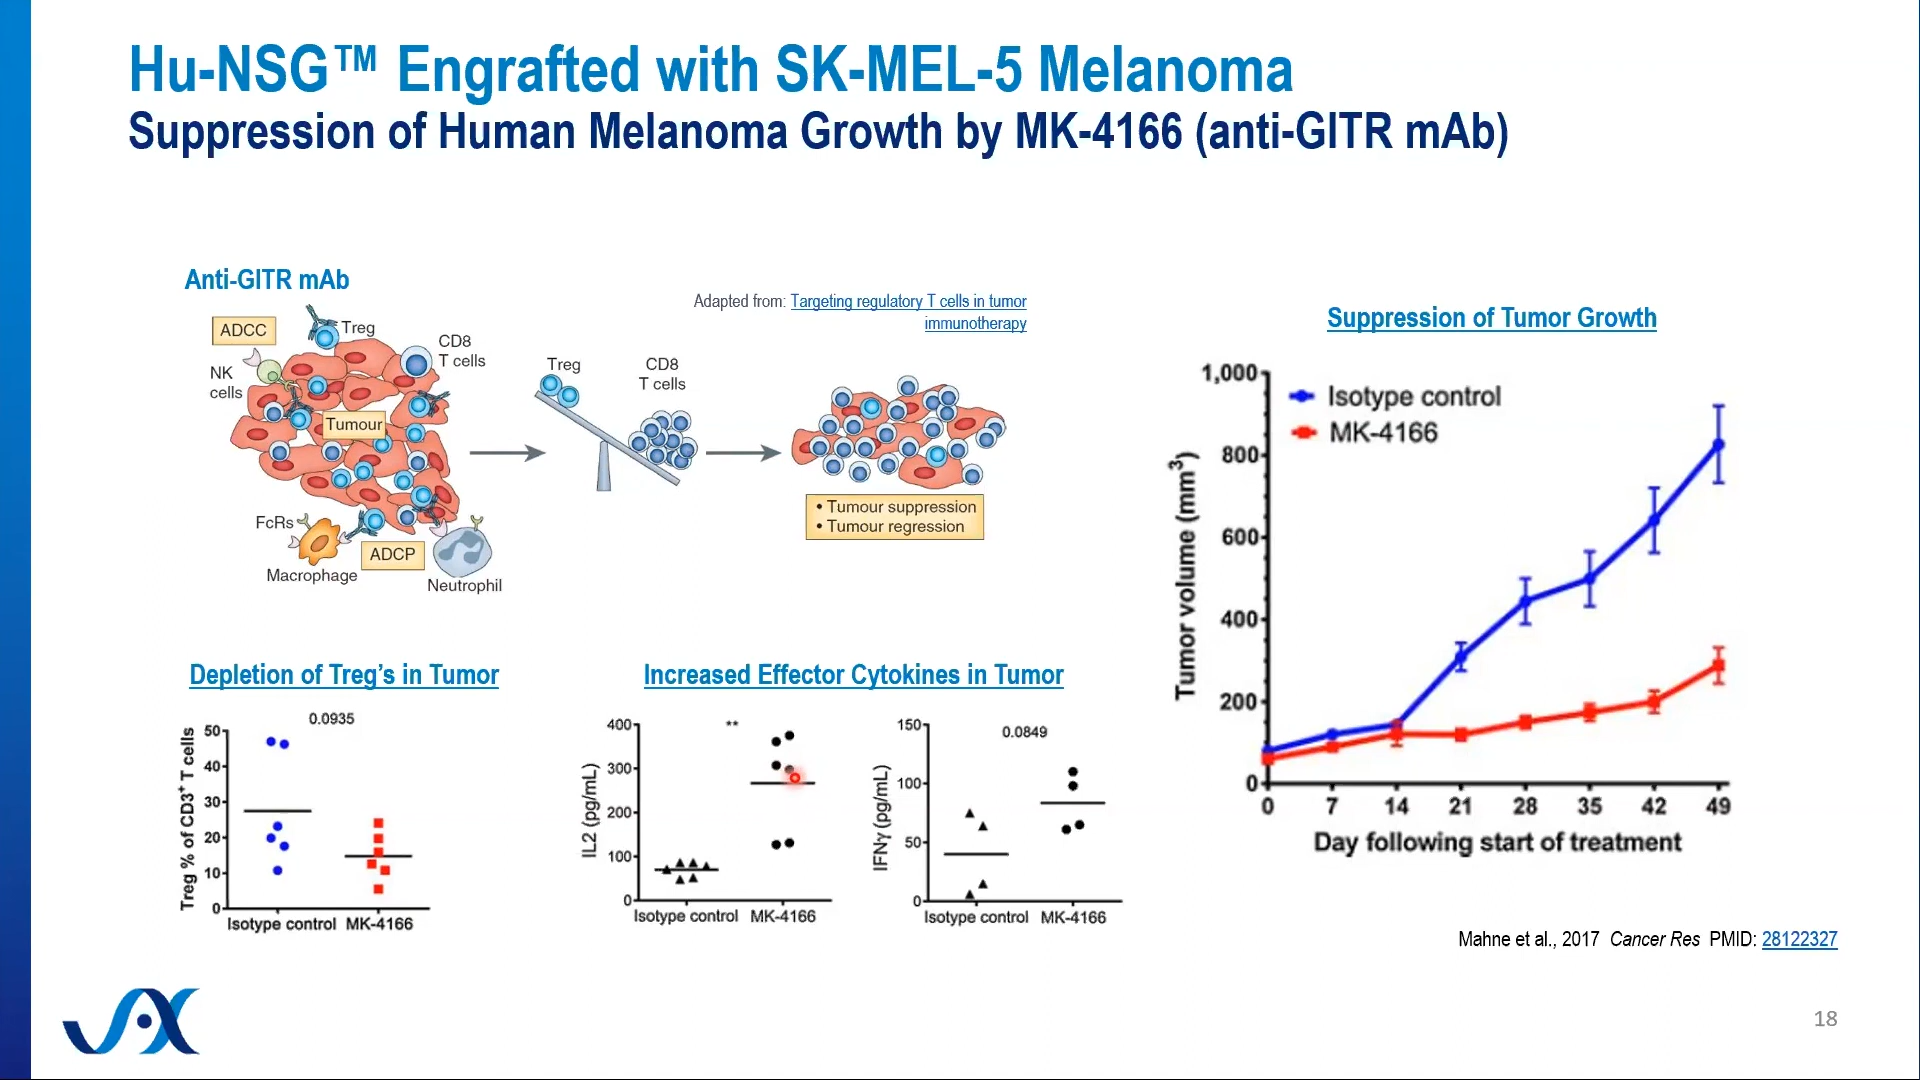 Hu-NSG™ Engrafted with SK-MEL-5 Melanoma
Suppression of Human Melanoma Growth by MK-4166 (anti-GITR mAb)
Anti-GITR mAb
Adapted from: Targeting regulatory T cells in tumor
immunotherapy
ADCC
Treg
CD8
T cells
NK
cells
Tumour
FcRs
Macrophage
ADCP
Neutrophil
Treg
CD8
T cells
• Tumour suppression
• Tumour regression
Suppression of Tumor Growth
1,000
800
600
400
200
0
Tumor volume (mm³)
Isotype control
MK-4166
0 7 14 21 28 35 42 49
Day following start of treatment
Depletion of Treg's in Tumor
0.0935
Treg % of CD3⁺ T cells
50
40
30
20
10
0
Isotype control MK-4166
Increased Effector Cytokines in Tumor
**
IL2 (pg/mL)
400
300
200
100
0
Isotype control MK-4166
0.0849
IFNγ (pg/mL)
150
100
50
0
Isotype control MK-4166
Mahne et al., 2017 Cancer Res PMID: 28122327
JAX
18